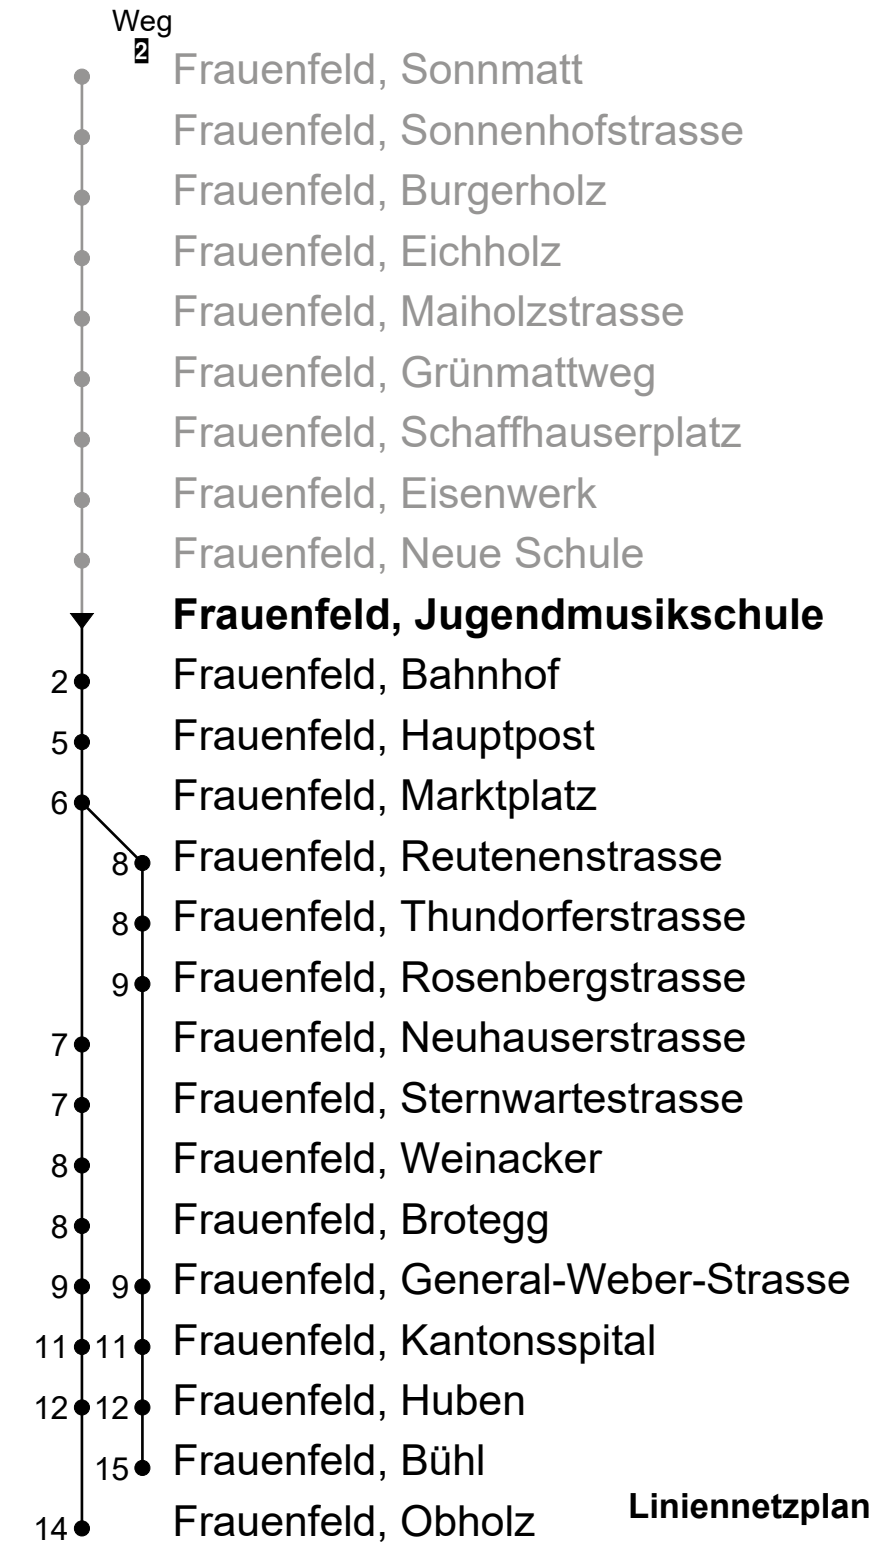 Weg
2
Frauenfeld, Sonnmatt
Frauenfeld, Sonnenhofstrasse
Frauenfeld, Burgerholz
Frauenfeld, Eichholz
Frauenfeld, Maiholzstrasse
Frauenfeld, Grünmattweg
Frauenfeld, Schaffhauserplatz
Frauenfeld, Eisenwerk
Frauenfeld, Neue Schule
Frauenfeld, Jugendmusikschule
2 Frauenfeld, Bahnhof
5 Frauenfeld, Hauptpost
6 Frauenfeld, Marktplatz
8 Frauenfeld, Reutenenstrasse
8 Frauenfeld, Thundorferstrasse
9 Frauenfeld, Rosenbergstrasse
7 Frauenfeld, Neuhauserstrasse
7 Frauenfeld, Sternwartestrasse
8 Frauenfeld, Weinacker
8 Frauenfeld, Brotegg
9 9 Frauenfeld, General-Weber-Strasse
11 11 Frauenfeld, Kantonsspital
12 12 Frauenfeld, Huben
15 Frauenfeld, Bühl
14 Frauenfeld, Obholz
Liniennetzplan